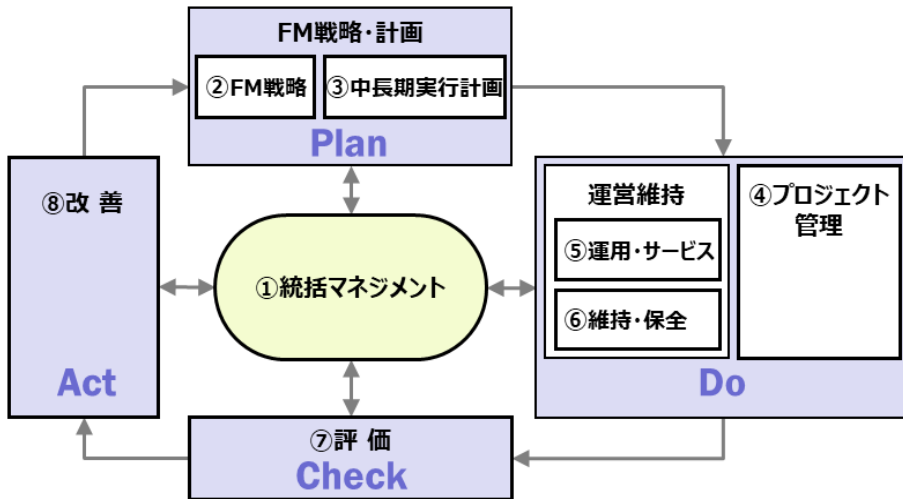 FM戦略・計画
②FM戦略
③中長期実行計画
Plan
⑧改 善
Act
①統括マネジメント
運営維持
⑤運用・サービス
⑥維持・保全
④プロジェクト
管理
Do
⑦評 価
Check